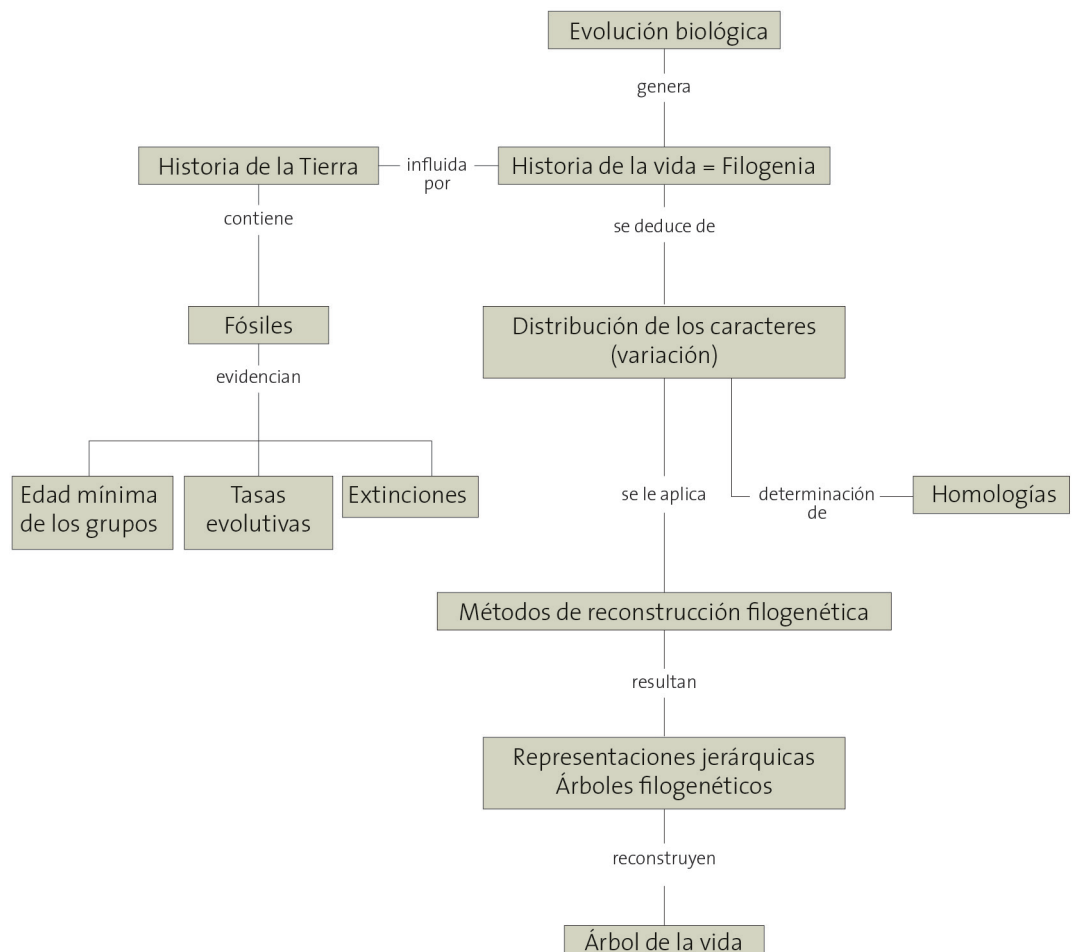 Evolución biológica
genera
Historia de la Tierra
influida
por
Historia de la vida = Filogenia
contiene
se deduce de
Fósiles
Distribución de los caracteres
(variación)
evidencian
Edad mínima
de los grupos
Tasas
evolutivas
Extinciones
se le aplica
determinación
de
Homologías
Métodos de reconstrucción filogenética
resultan
Representaciones jerárquicas
Árboles filogenéticos
reconstruyen
Árbol de la vida